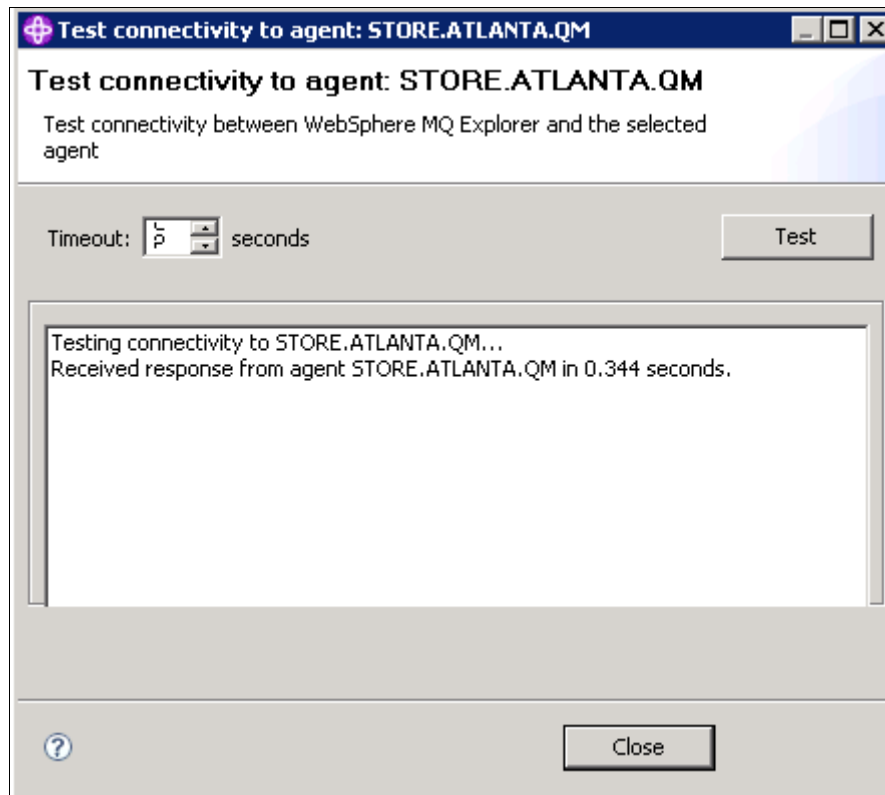 Test connectivity to agent: STORE.ATLANTA.QM
Test connectivity to agent: STORE.ATLANTA.QM
Test connectivity between WebSphere MQ Explorer and the selected
agent
Timeout: seconds
Test
Testing connectivity to STORE.ATLANTA.QM...
Received response from agent STORE.ATLANTA.QM in 0.344 seconds.
?
Close